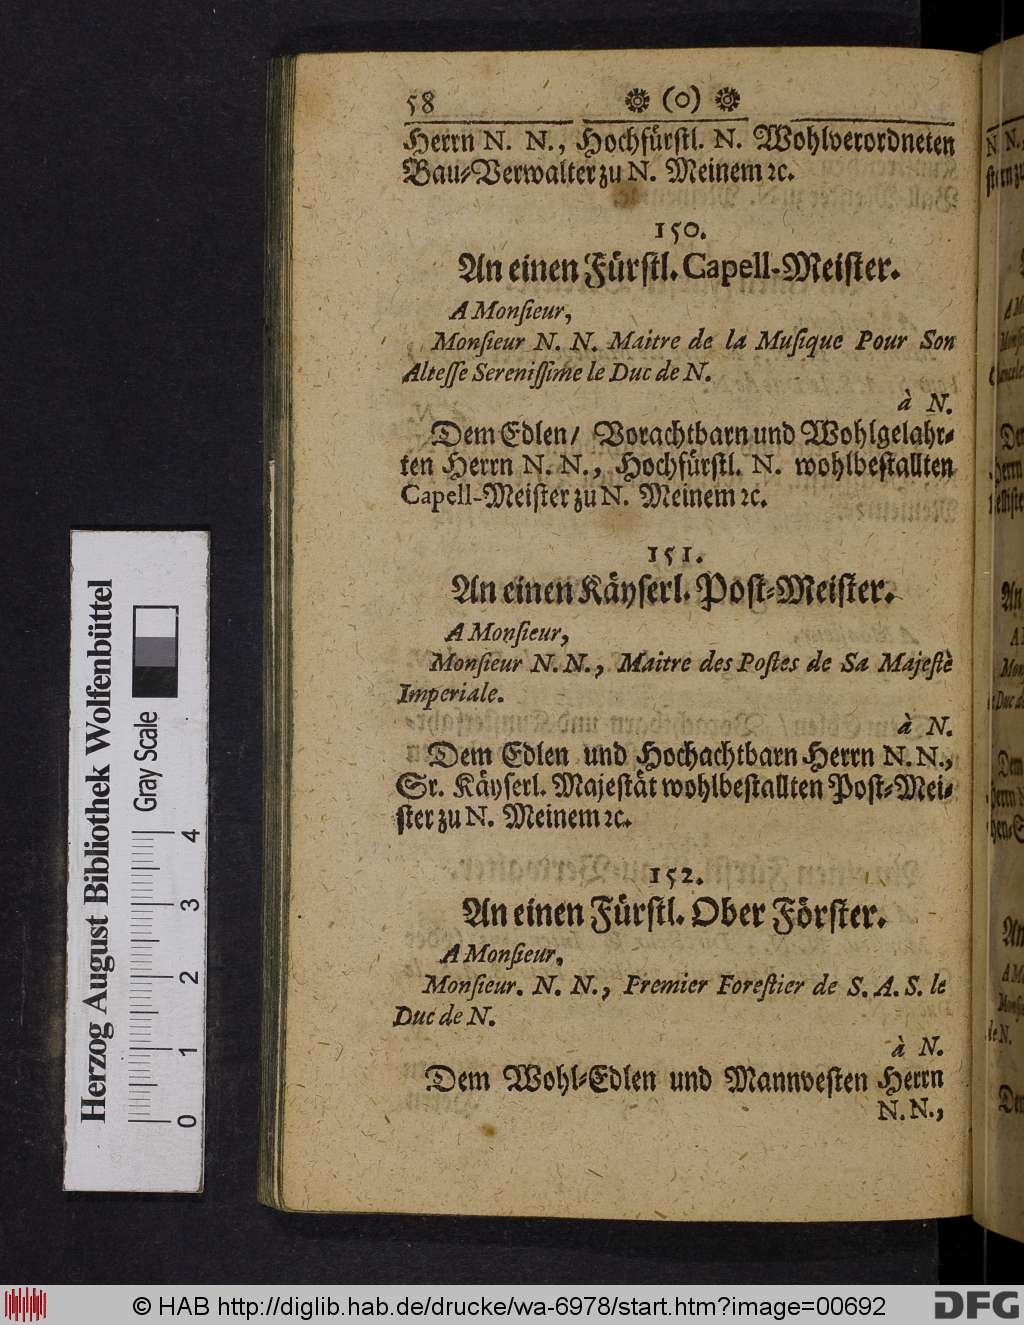 58 (o)
Herrn N. N., Hochfürstl. N. Wohlverordneten
Bau-Verwalter zu N. Meinem ꝛc.
150.
An einen Fürstl. Capell-Meister.
A Monſieur,
Monſieur N. N. Maitre de la Muſique Pour Son
Alteſſe Sereniſſime le Duc de N.
à N.
Dem Edlen/ Vorachtbarn und Wohlgelahr-
ten Herrn N. N., Hochfürſtl. N. wohlbeſtallten
Capell-Meiſter zu N. Meinem ꝛc.
151.
An einen Käyſerl. Poſt-Meiſter.
A Monſieur,
Monſieur N. N., Maitre des Poſtes de Sa Majeſtè
Imperiale.
à N.
Dem Edlen und Hochachtbarn Herrn N. N.,
Sr. Käyſerl. Majeſtät wohlbeſtallten Poſt-Mei-
ſter zu N. Meinem ꝛc.
152.
An einen Fürſtl. Ober Förſter.
A Monſieur,
Monſieur. N. N., Premier Foreſtier de S. A. S. le
Duc de N.
à N.
Dem Wohl-Edlen und Mannveſten Herrn
N. N.,
Herzog August Bibliothek Wolfenbüttel
Gray Scale
0 1 2 3 4
© HAB http://diglib.hab.de/drucke/wa-6978/start.htm?image=00692
DFG